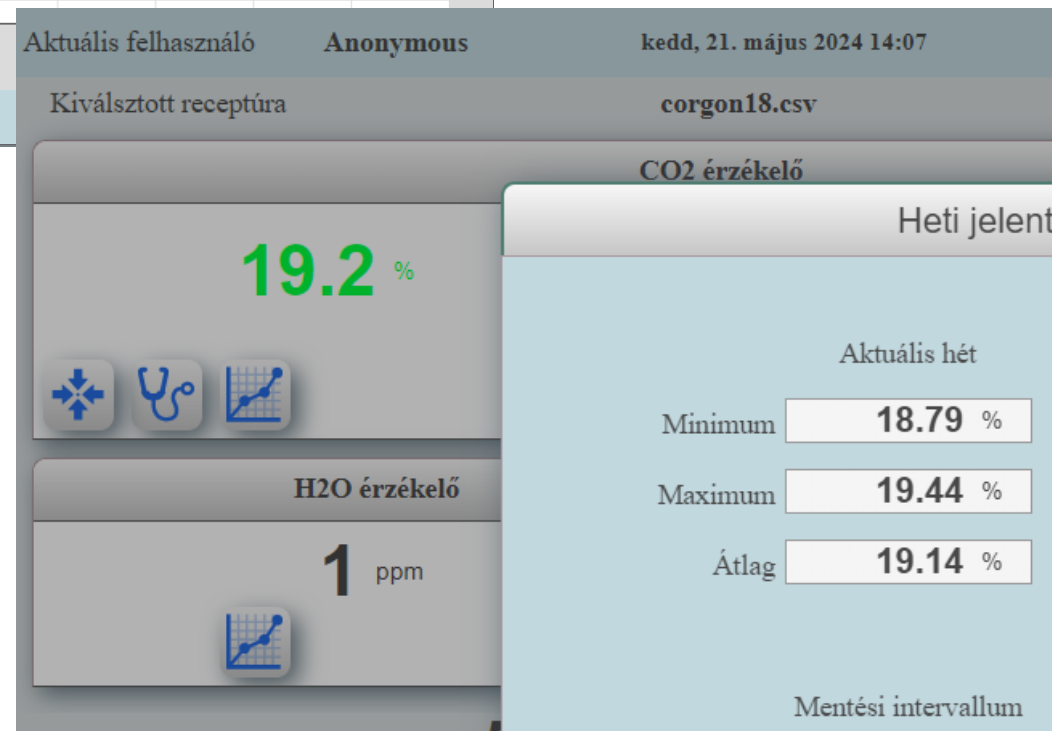 Aktuális felhasználó Anonymous kedd, 21. május 2024 14:07
Kiválsztott receptúra corgon18.csv
CO2 érzékelő
19.2 %
H2O érzékelő
1 ppm
Heti jelent
Aktuális hét
Minimum 18.79 %
Maximum 19.44 %
Átlag 19.14 %
Mentési intervallum